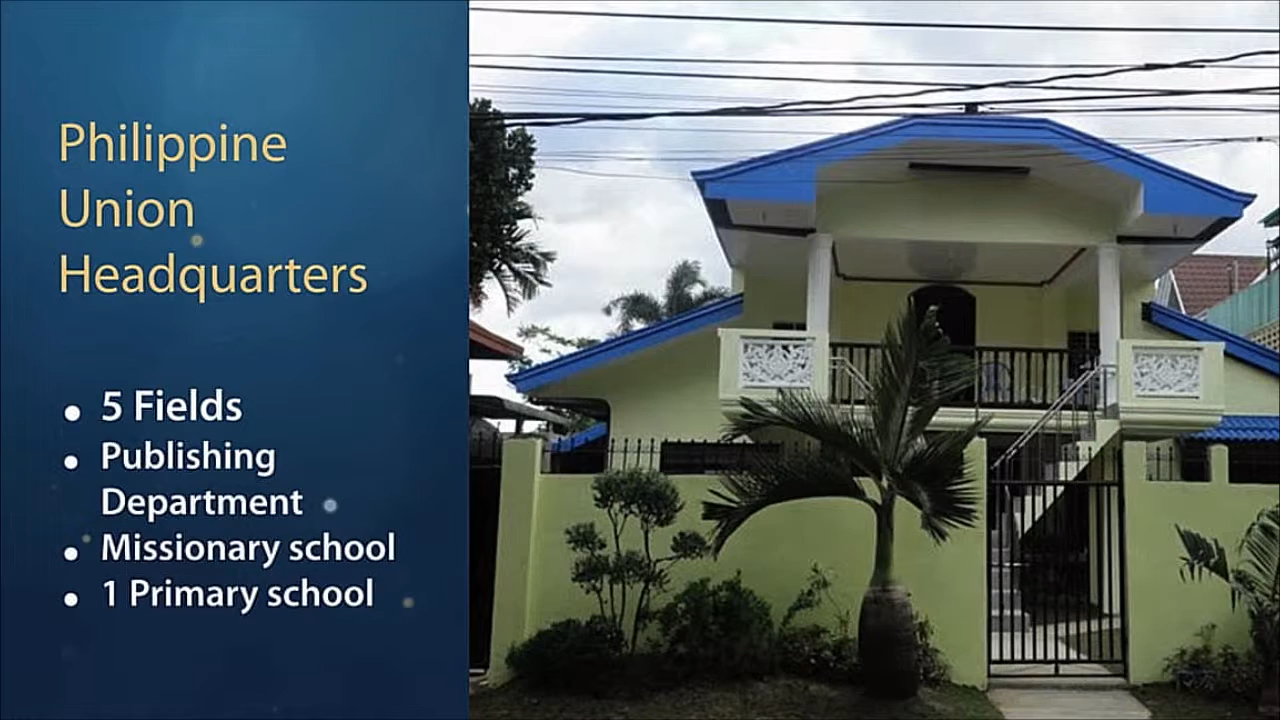 Philippine
Union
Headquarters
• 5 Fields
• Publishing
Department
• Missionary school
• 1 Primary school